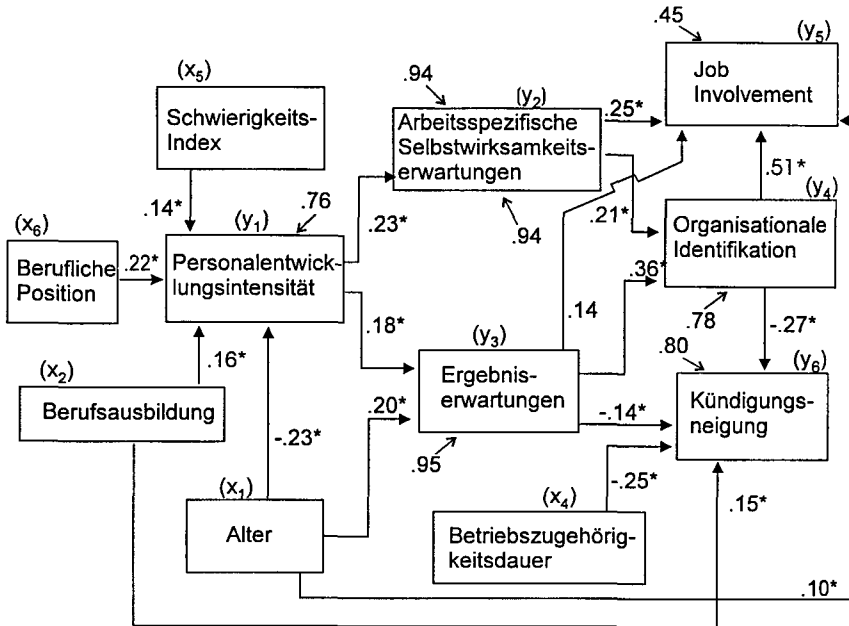 .45
(y5)
Job
Involvement
(x5)
Schwierigkeits-
Index
.94
(y2)
Arbeitsspezifische
Selbstwirksamkeits-
erwartungen
.25*
.14*
.76
.23*
.94
.21*
.51*
(y4)
Organisationale
Identifikation
(x6)
Berufliche
Position
.22*
(y1)
Personalentwick-
lungsintensität
.36*
.18*
.14
.78
-.27*
(x2)
Berufsausbildung
.16*
(y3)
Ergebnis-
erwartungen
.80
(y6)
Kündigungs-
neigung
.20*
-.14*
-.23*
.95
(x1)
Alter
(x4)
Betriebszugehörig-
keitsdauer
-.25*
.15*
.10*